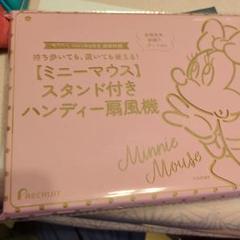 持ち歩いても、置いても使える!
【ミニーマウス】
スタンド付き
ハンディー扇風機
Minnie
Mouse
RECRUIT